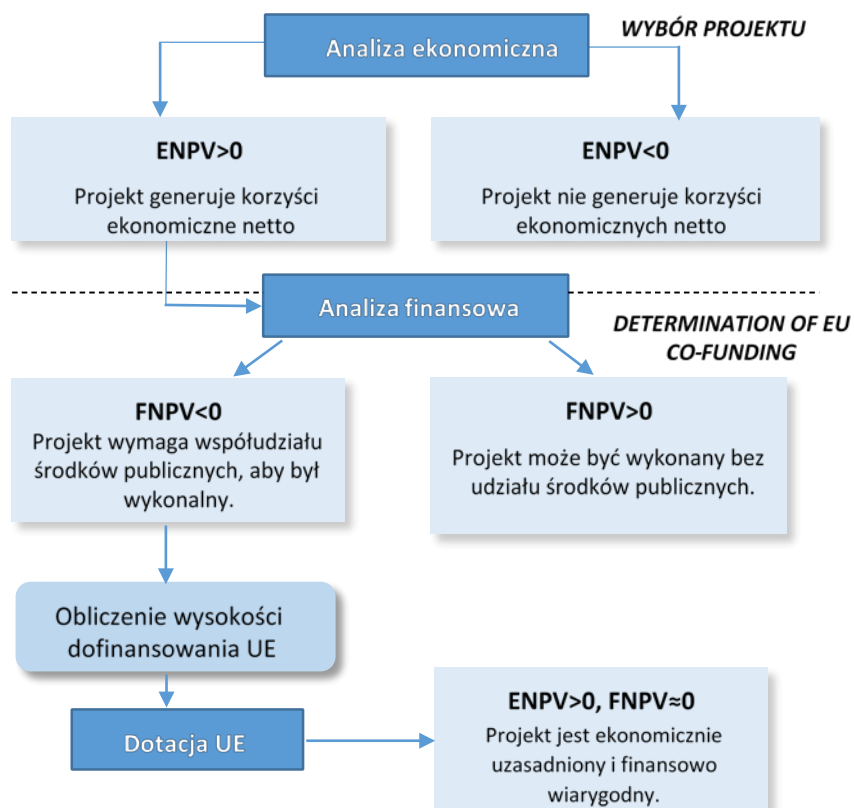 Analiza ekonomiczna
WYBÓR PROJEKTU
ENPV>0
Projekt generuje korzyści
ekonomiczne netto
ENPV<0
Projekt nie generuje korzyści
ekonomicznych netto
Analiza finansowa
DETERMINATION OF EU
CO-FUNDING
FNPV<0
Projekt wymaga współudziału
środków publicznych, aby był
wykonalny.
FNPV>0
Projekt może być wykonany bez
udziału środków publicznych.
Obliczenie wysokości
dofinansowania UE
Dotacja UE
ENPV>0, FNPV≈0
Projekt jest ekonomicznie
uzasadniony i finansowo
wiarygodny.